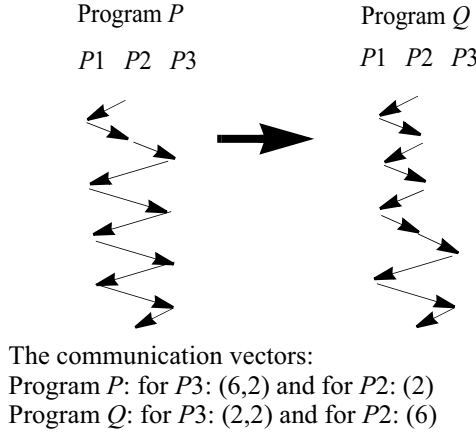 Program P Program Q
P1 P2 P3 P1 P2 P3
The communication vectors:
Program P: for P3: (6,2) and for P2: (2)
Program Q: for P3: (2,2) and for P2: (6)